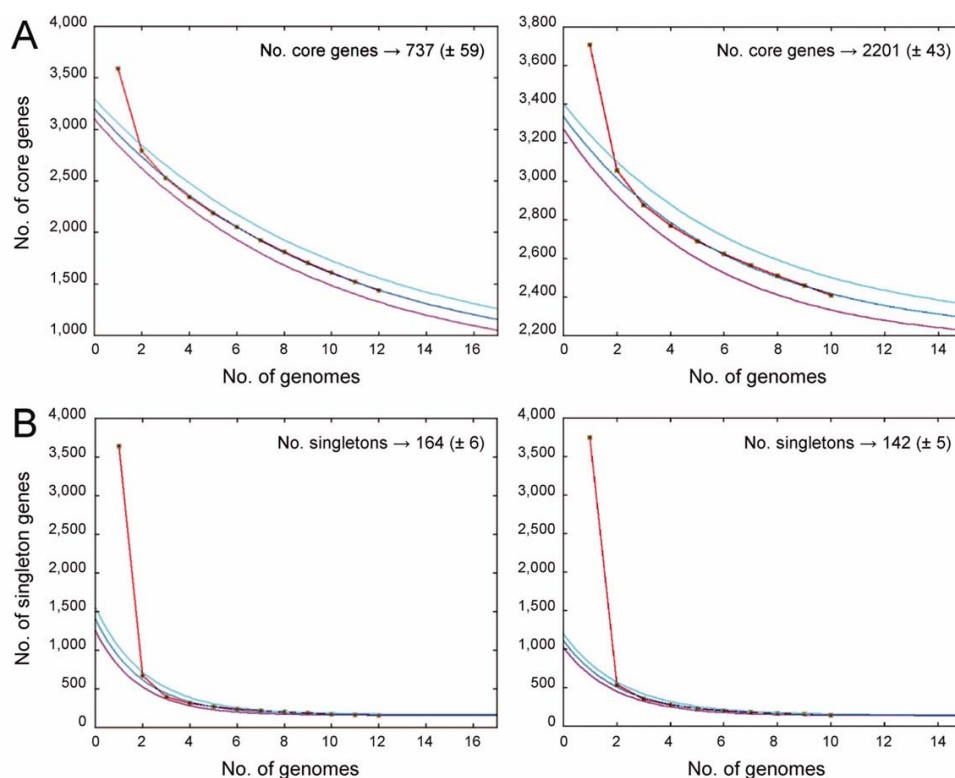 A
No. core genes → 737 (± 59)
No. of core genes
4,000
3,500
3,000
2,500
2,000
1,500
1,000
0 2 4 6 8 10 12 14 16
No. of genomes
No. core genes → 2201 (± 43)
3,800
3,600
3,400
3,200
3,000
2,800
2,600
2,400
2,200
0 2 4 6 8 10 12 14
No. of genomes
B
No. singletons → 164 (± 6)
No. of singleton genes
4,000
3,500
3,000
2,500
2,000
1,500
1,000
500
0
0 2 4 6 8 10 12 14 16
No. of genomes
No. singletons → 142 (± 5)
4,000
3,500
3,000
2,500
2,000
1,500
1,000
500
0
0 2 4 6 8 10 12 14
No. of genomes